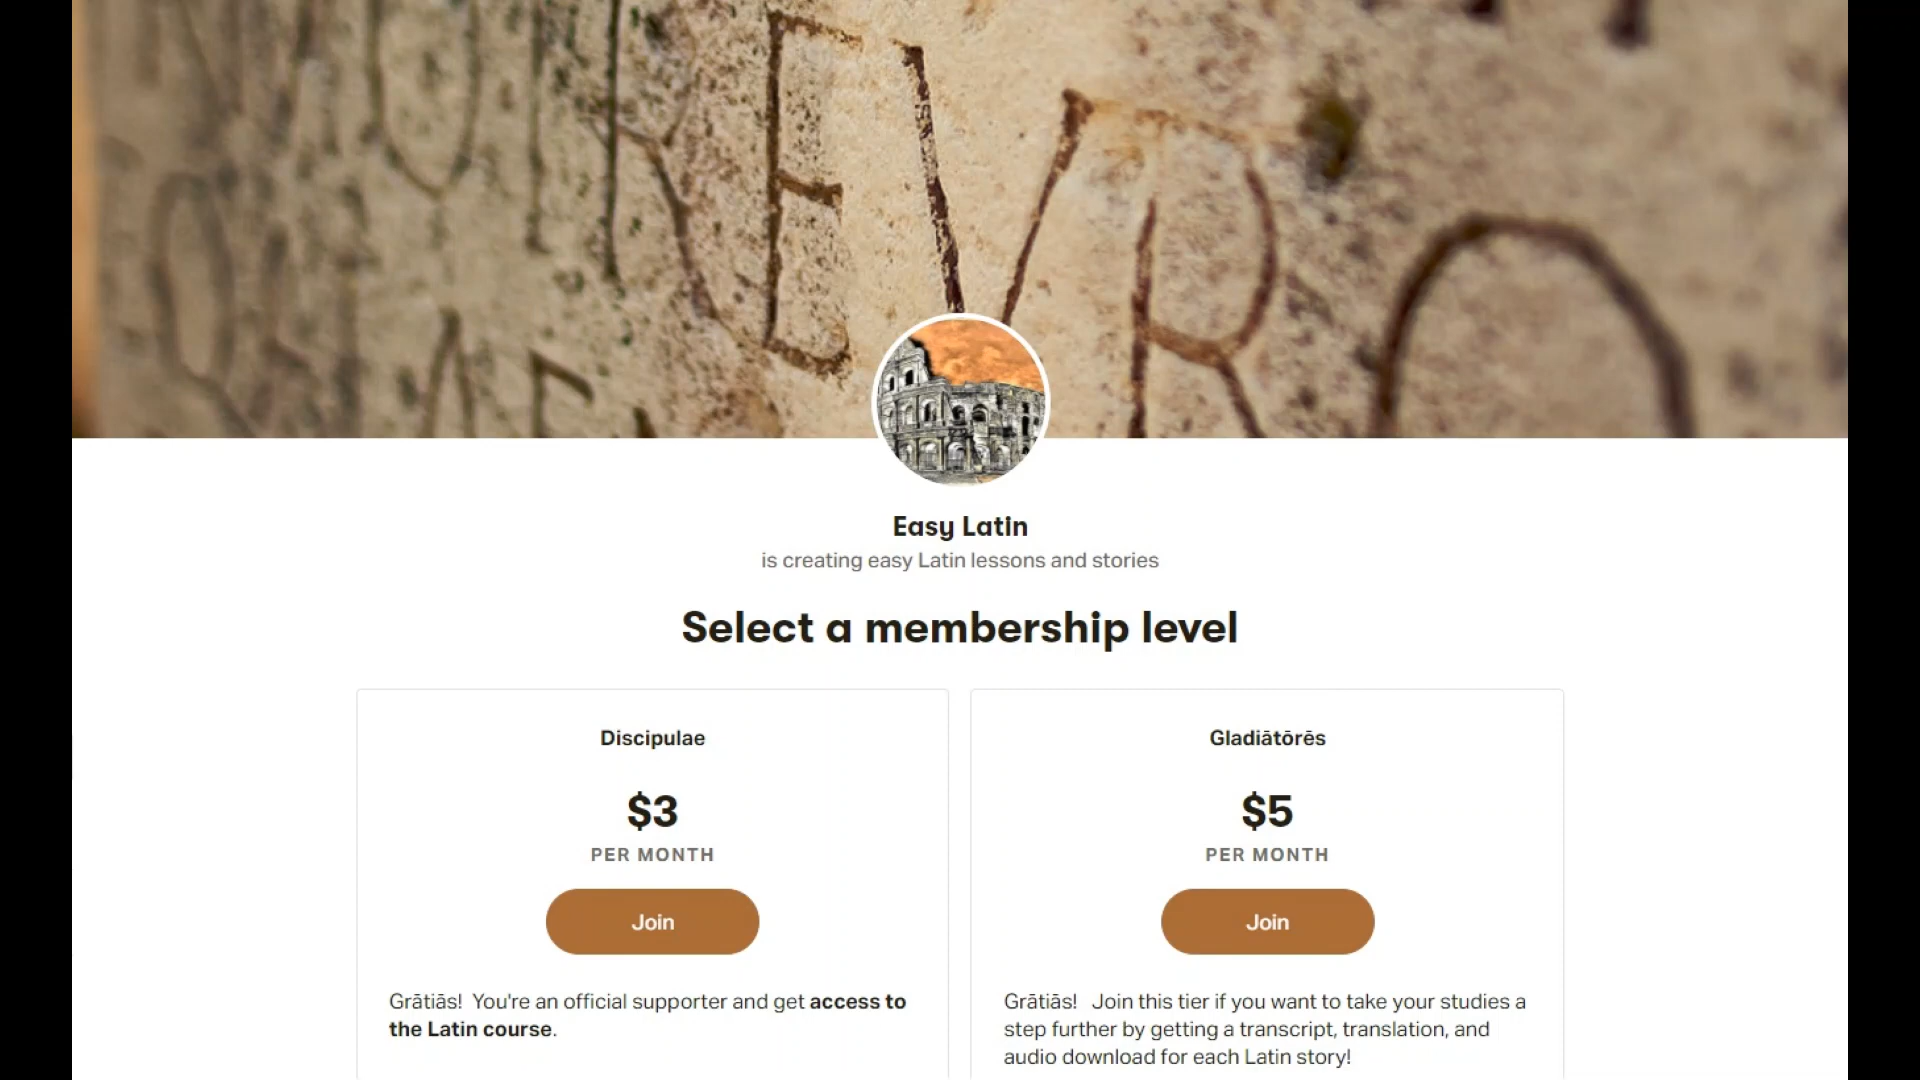 EVR
Easy Latin
is creating easy Latin lessons and stories
Select a membership level
Discipulae
$3
PER MONTH
Join
Grātiās! You're an official supporter and get access to
the Latin course.
Gladiātōrēs
$5
PER MONTH
Join
Grātiās! Join this tier if you want to take your studies a
step further by getting a transcript, translation, and
audio download for each Latin story!